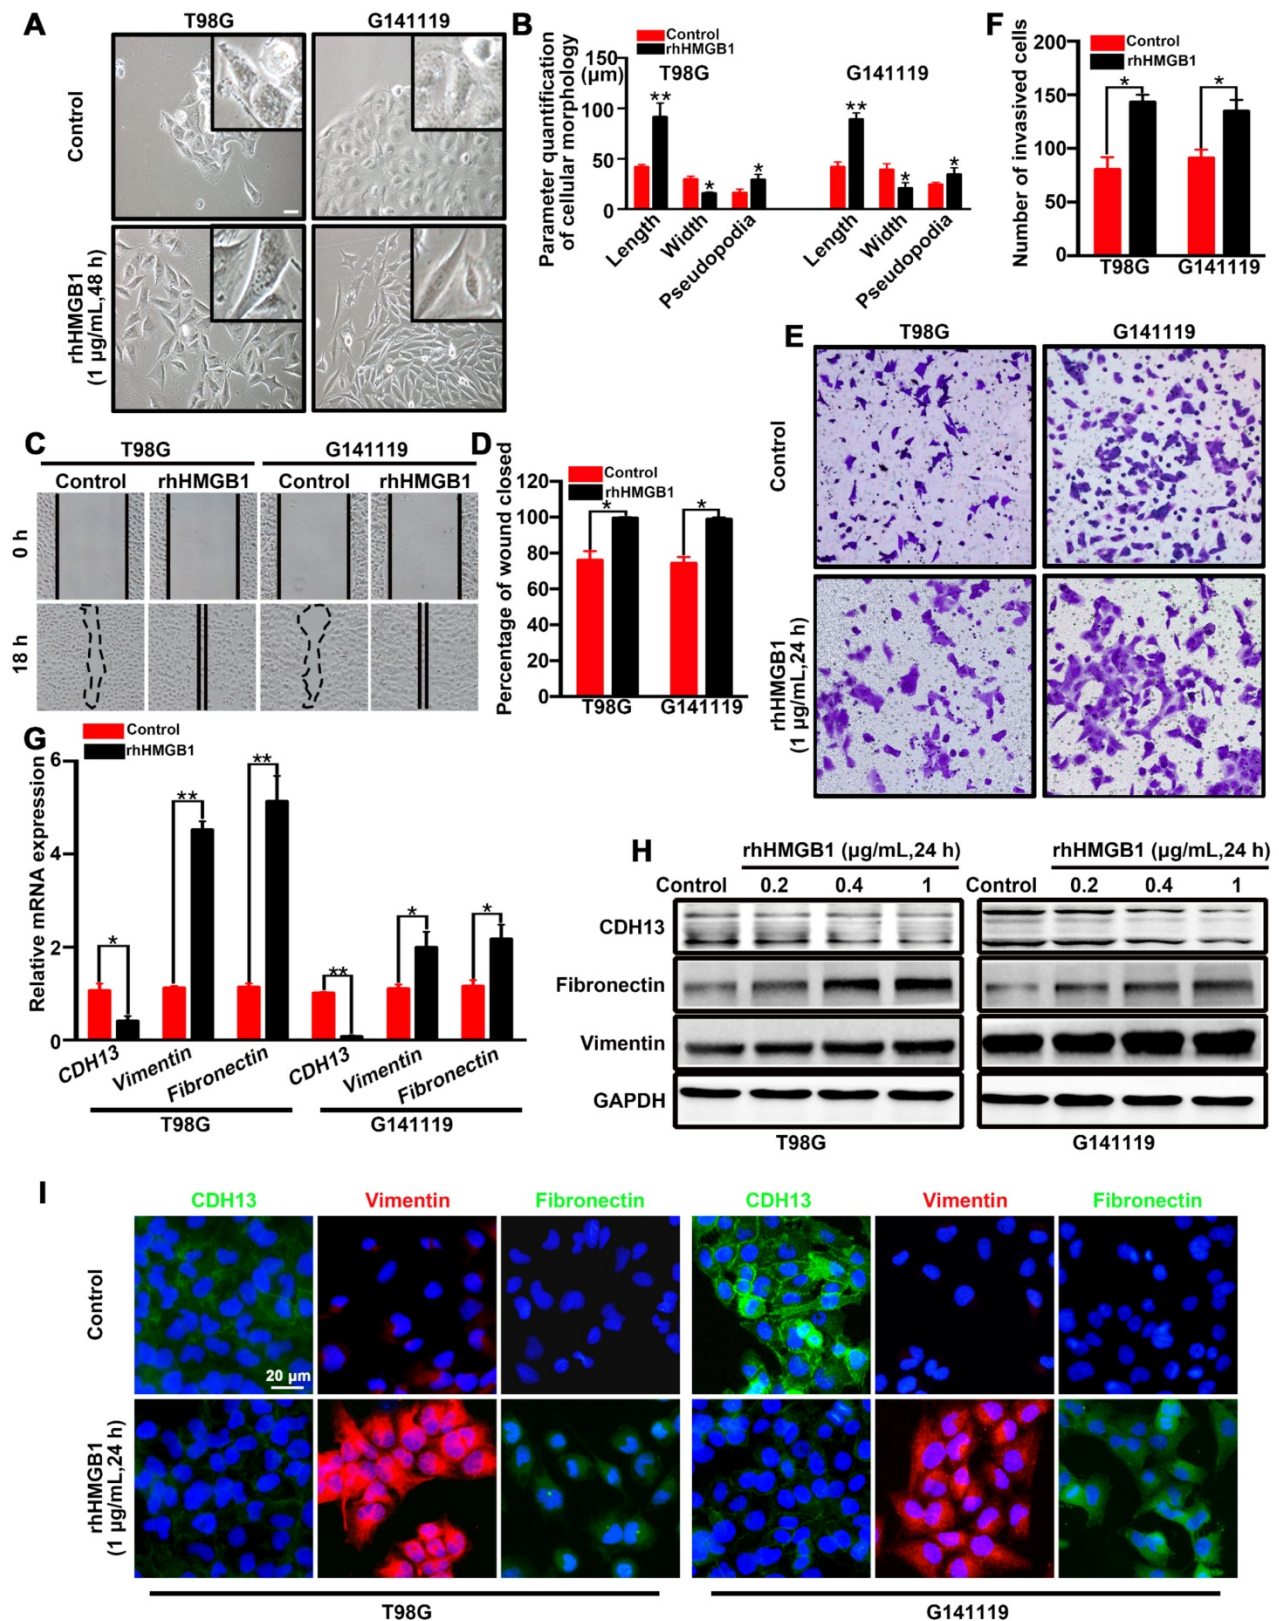 A
T98G
G141119
Control
rhHMGB1
(1 µg/mL,48 h)
B
Control
rhHMGB1
Parameter quantification
of cellular morphology
(µm)
150
100
50
0
T98G
G141119
**
*
*
**
*
*
Length
Width
Pseudopodia
Length
Width
Pseudopodia
F
Control
rhHMGB1
Number of invasived cells
200
150
100
50
0
*
*
T98G
G141119
C
T98G
G141119
Control
rhHMGB1
Control
rhHMGB1
0 h
18 h
D
Control
rhHMGB1
Percentage of wound closed
120
100
80
60
40
20
0
*
*
T98G
G141119
E
T98G
G141119
Control
rhHMGB1
(1 µg/mL,24 h)
G
Control
rhHMGB1
Relative mRNA expression
6
4
2
0
*
**
**
**
*
*
CDH13
Vimentin
Fibronectin
CDH13
Vimentin
Fibronectin
T98G
G141119
H
rhHMGB1 (µg/mL,24 h)
rhHMGB1 (µg/mL,24 h)
Control 0.2 0.4 1
Control 0.2 0.4 1
CDH13
Fibronectin
Vimentin
GAPDH
T98G
G141119
I
CDH13
Vimentin
Fibronectin
CDH13
Vimentin
Fibronectin
Control
20 µm
rhHMGB1
(1 µg/mL,24 h)
T98G
G141119